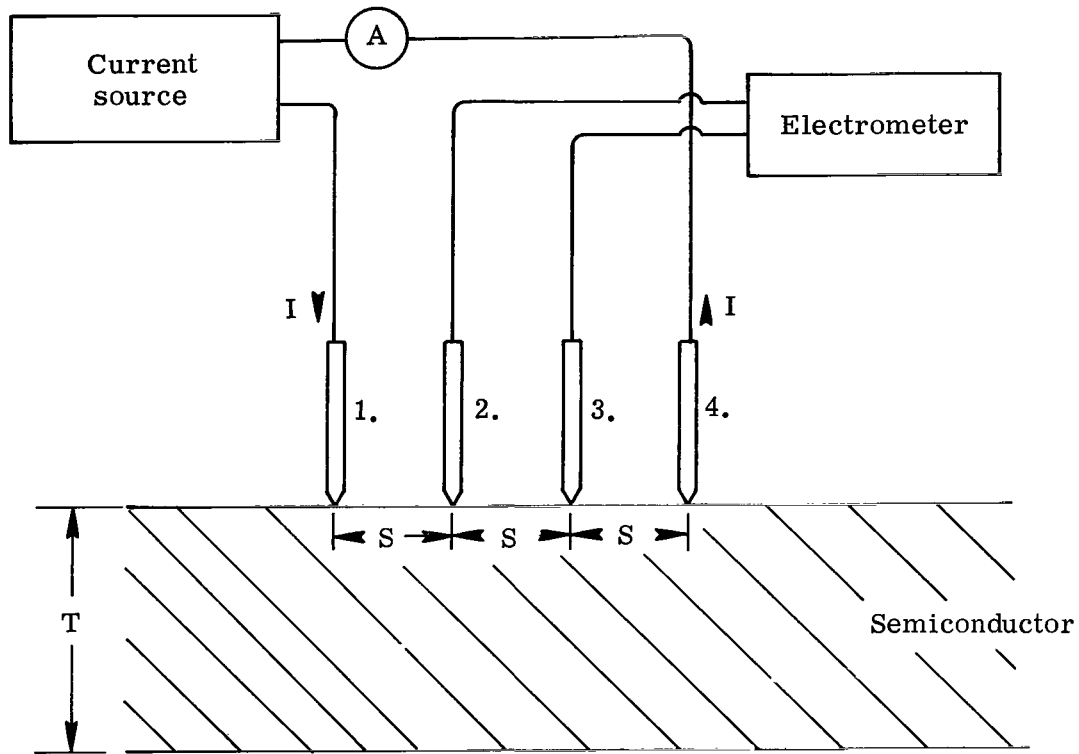 Current
source
A
Electrometer
I
I
1.
2.
3.
4.
S
S
S
T
Semiconductor